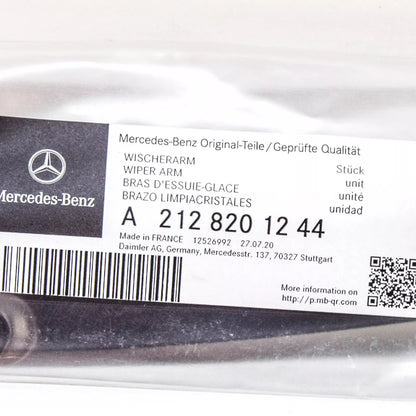 Mercedes-Benz
Mercedes-Benz Original-Teile/Geprüfte Qualität
WISCHERARM Stück
WIPER ARM unit
BRAS D'ESSUIE-GLACE unité
BRAZO LIMPIACRISTALES unidad
A 212 820 12 44
Made in FRANCE 12526992 27.07.20
Daimler AG, Germany, Mercedesstr. 137, 70327 Stuttgart
More information on
http://p.mb-qr.com/